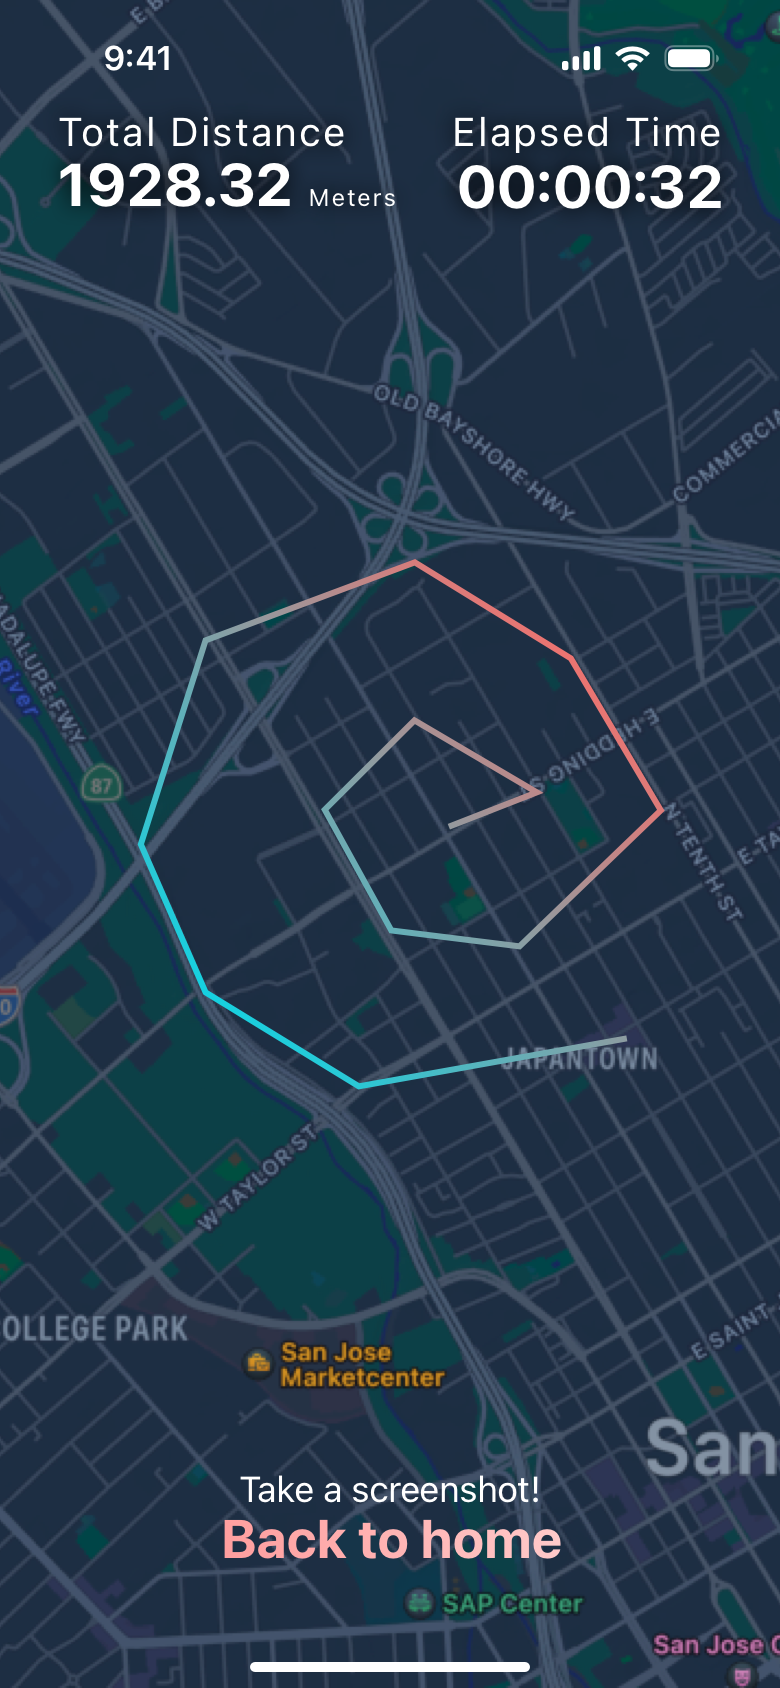 E B
9:41
Total Distance
Elapsed Time
1928.32 Meters
00:00:32
OLD BAYSHORE HWY
COMMERCIA
ADALUPE FWY
River
87
E HEDDING S
N TENTH ST
E TA
0
JAPANTOWN
W TAYLOR ST
OLLEGE PARK
E SAINT
San Jose
Marketcenter
San
Take a screenshot!
Back to home
SAP Center
San Jose C